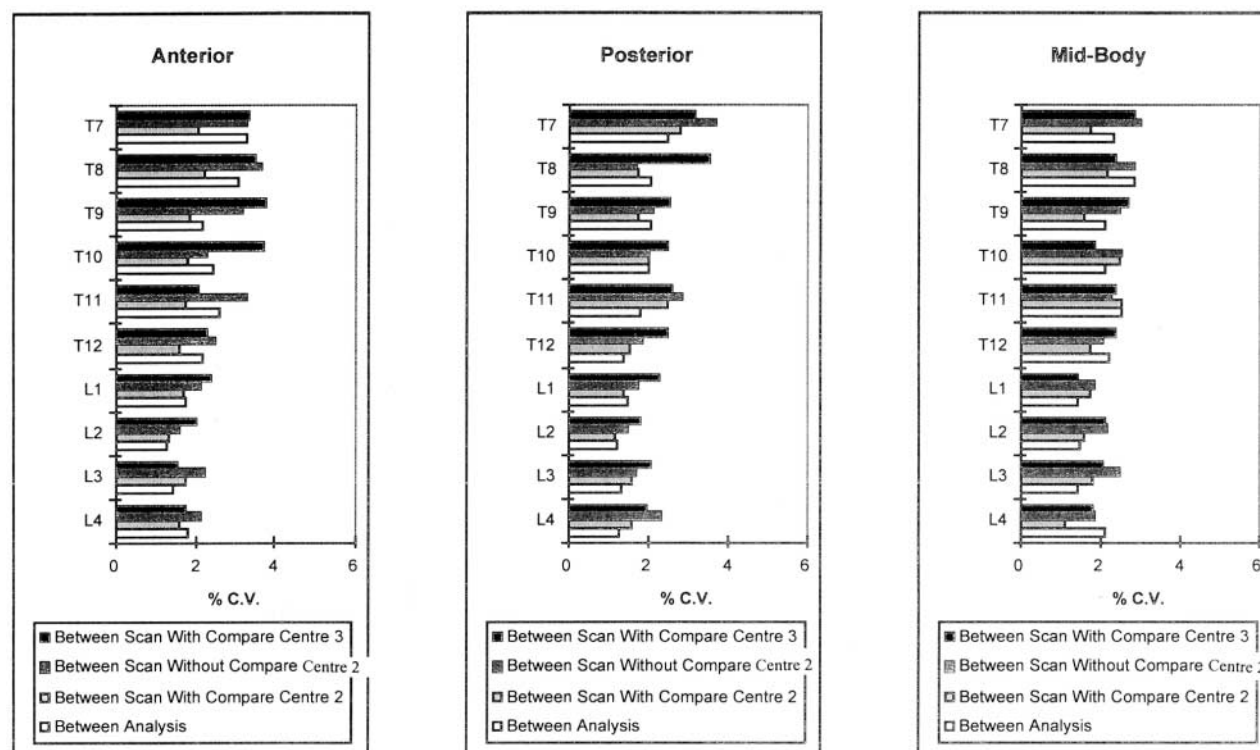 Anterior
T7
T8
T9
T10
T11
T12
L1
L2
L3
L4
0 2 4 6
% C.V.
Between Scan With Compare Centre 3
Between Scan Without Compare Centre 2
Between Scan With Compare Centre 2
Between Analysis
Posterior
T7
T8
T9
T10
T11
T12
L1
L2
L3
L4
0 2 4 6
% C.V.
Between Scan With Compare Centre 3
Between Scan Without Compare Centre 2
Between Scan With Compare Centre 2
Between Analysis
Mid-Body
T7
T8
T9
T10
T11
T12
L1
L2
L3
L4
0 2 4 6
% C.V.
Between Scan With Compare Centre 3
Between Scan Without Compare Centre 2
Between Scan With Compare Centre 2
Between Analysis